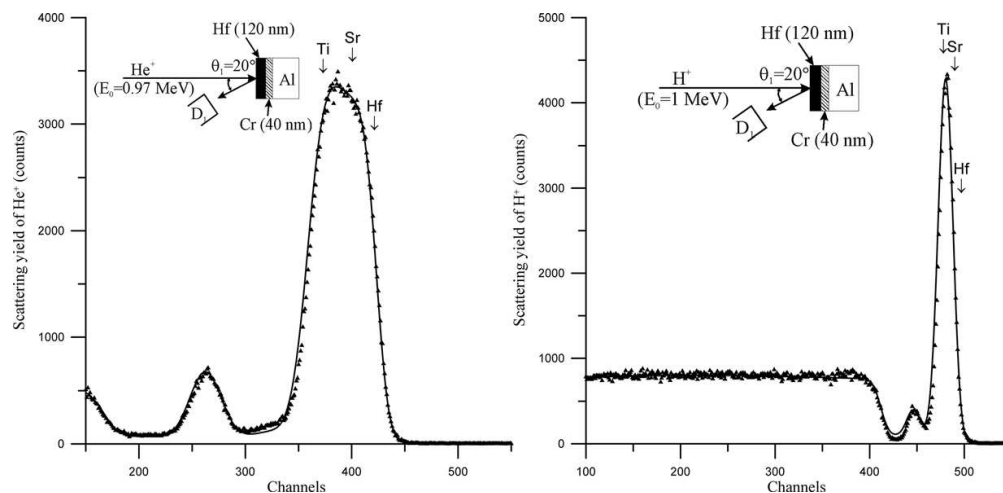 4000
3000
2000
1000
0
Scattering yield of He⁺ (counts)
Hf (120 nm)
He⁺
(E₀=0.97 MeV)
θ₁=20°
Al
D₁
Cr (40 nm)
Ti
Sr
Hf
200
300
400
500
Channels
5000
4000
3000
2000
1000
0
Scattering yield of H⁺ (counts)
Hf (120 nm)
H⁺
(E₀=1 MeV)
θ₁=20°
Al
D₁
Cr (40 nm)
Ti
Sr
Hf
100
200
300
400
500
Channels